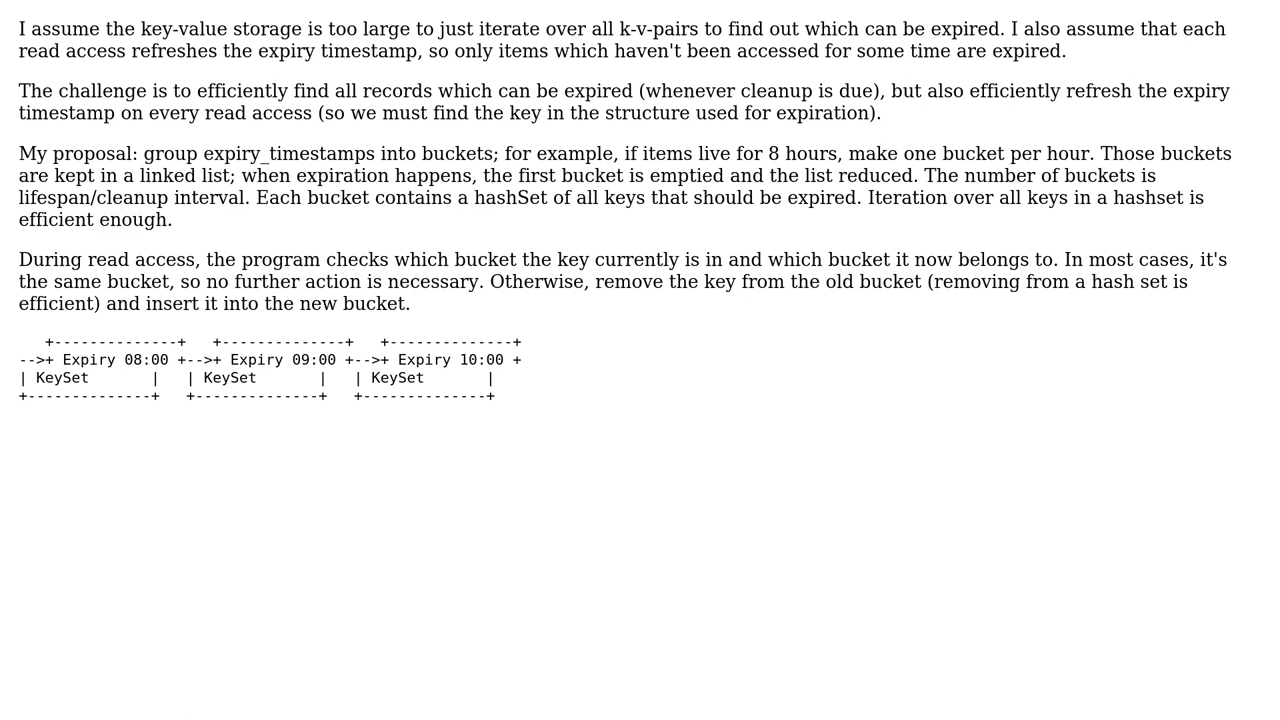 I assume the key-value storage is too large to just iterate over all k-v-pairs to find out which can be expired. I also assume that each
read access refreshes the expiry timestamp, so only items which haven't been accessed for some time are expired.
The challenge is to efficiently find all records which can be expired (whenever cleanup is due), but also efficiently refresh the expiry
timestamp on every read access (so we must find the key in the structure used for expiration).
My proposal: group expiry_timestamps into buckets; for example, if items live for 8 hours, make one bucket per hour. Those buckets
are kept in a linked list; when expiration happens, the first bucket is emptied and the list reduced. The number of buckets is
lifespan/cleanup interval. Each bucket contains a hashSet of all keys that should be expired. Iteration over all keys in a hashset is
efficient enough.
During read access, the program checks which bucket the key currently is in and which bucket it now belongs to. In most cases, it's
the same bucket, so no further action is necessary. Otherwise, remove the key from the old bucket (removing from a hash set is
efficient) and insert it into the new bucket.
   +--------------+   +--------------+   +--------------+
-->+ Expiry 08:00 +-->+ Expiry 09:00 +-->+ Expiry 10:00 +
| KeySet       |   | KeySet       |   | KeySet       |
+--------------+   +--------------+   +--------------+